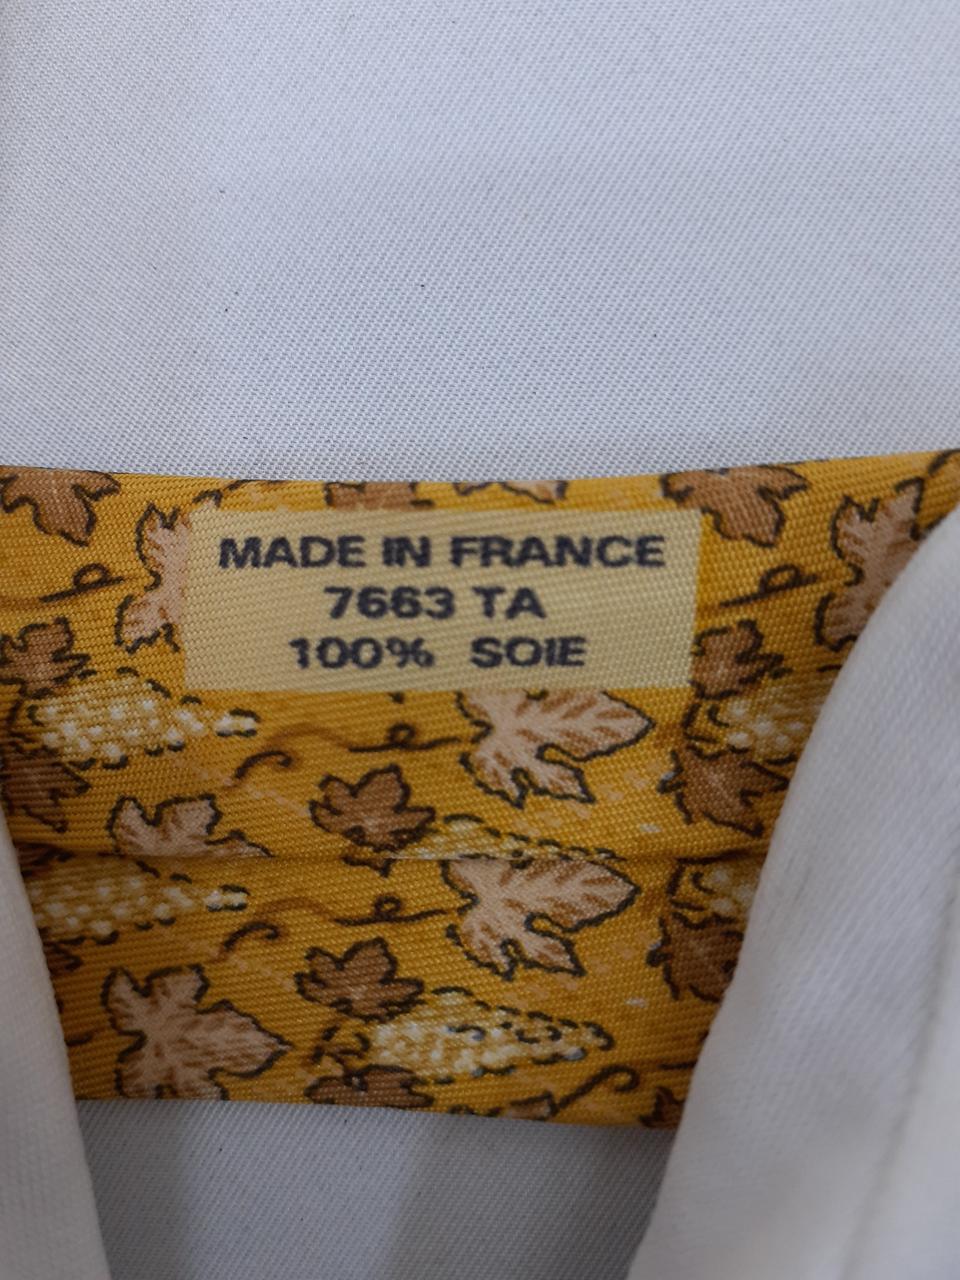 MADE IN FRANCE
7663 TA
100% SOIE